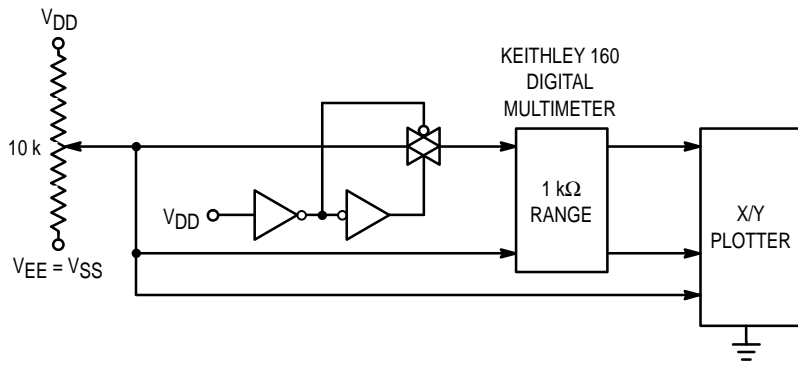 VDD
10 k
VEE = VSS
VDD
KEITHLEY 160
DIGITAL
MULTIMETER
1 kΩ
RANGE
X/Y
PLOTTER